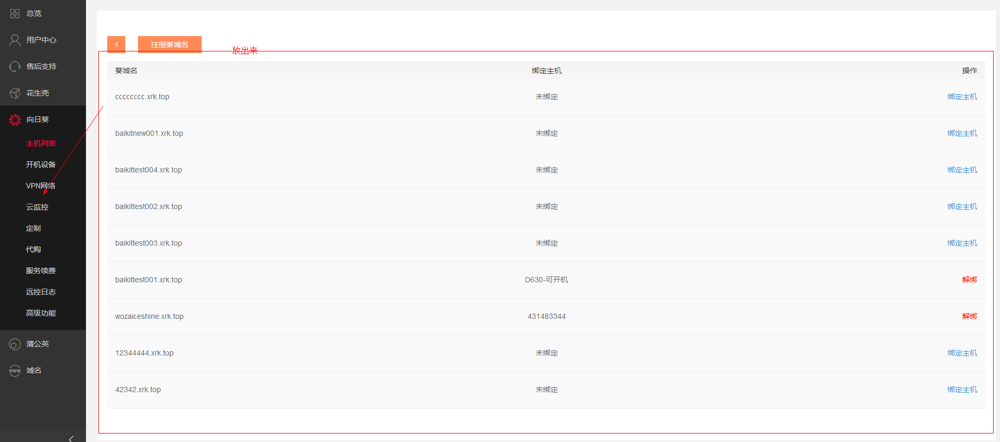 总览
用户中心
售后支持
花生壳
向日葵
主机列表
开机设备
VPN网络
云监控
定制
代购
服务续费
远控日志
高级功能
蒲公英
www 域名
注册葵域名
放出来
葵域名 绑定主机 操作
cccccccc.xrk.top 未绑定 绑定主机
baikitnew001.xrk.top 未绑定 绑定主机
baikittest004.xrk.top 未绑定 绑定主机
baikittest002.xrk.top 未绑定 绑定主机
baikittest003.xrk.top 未绑定 绑定主机
baikittest001.xrk.top D630-可开机 解绑
wozaiceshine.xrk.top 431483344 解绑
12344444.xrk.top 未绑定 绑定主机
42342.xrk.top 未绑定 绑定主机